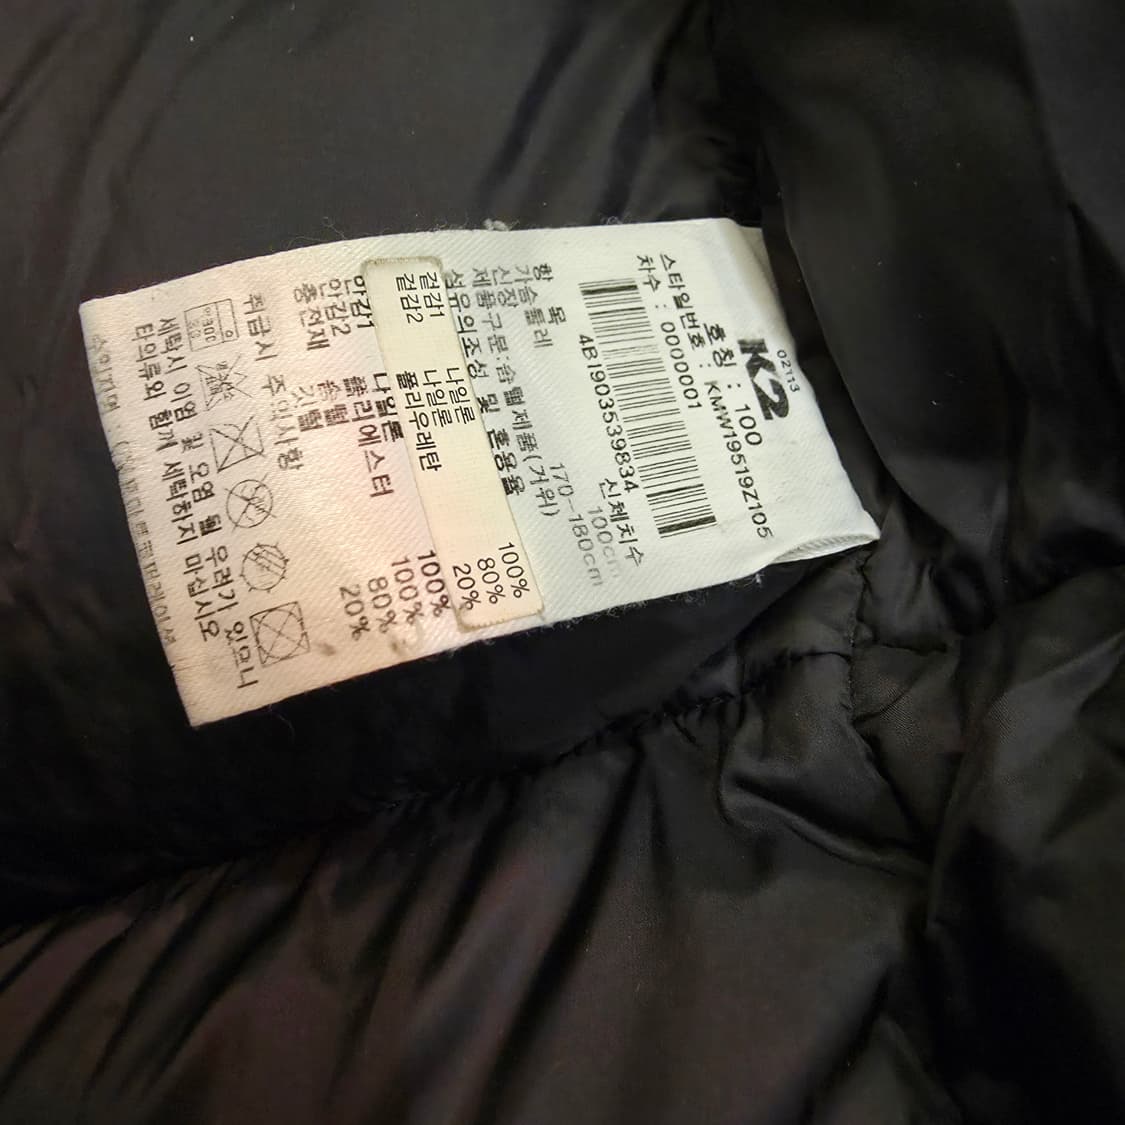 02113
K2
호칭 : 100
스타일번호 : KMW19519Z105
차수 : 0000001
4B1903539834
항 목 신체치수
가슴둘레 100cm
신장 170~180cm
제품구분:솜털제품(거위)
섬유의조성 및 혼용율
겉감1 나일론 100%
겉감2 나일론 80%
폴리우레탄 20%
안감1 나일론 100%
안감2 폴리에스터 100%
충전재 솜털 80%
깃털 20%
취급시 주의사항
세탁시 이염 및 오염 될 우려가 있으니
타의류와 함께 세탁하지 마십시오